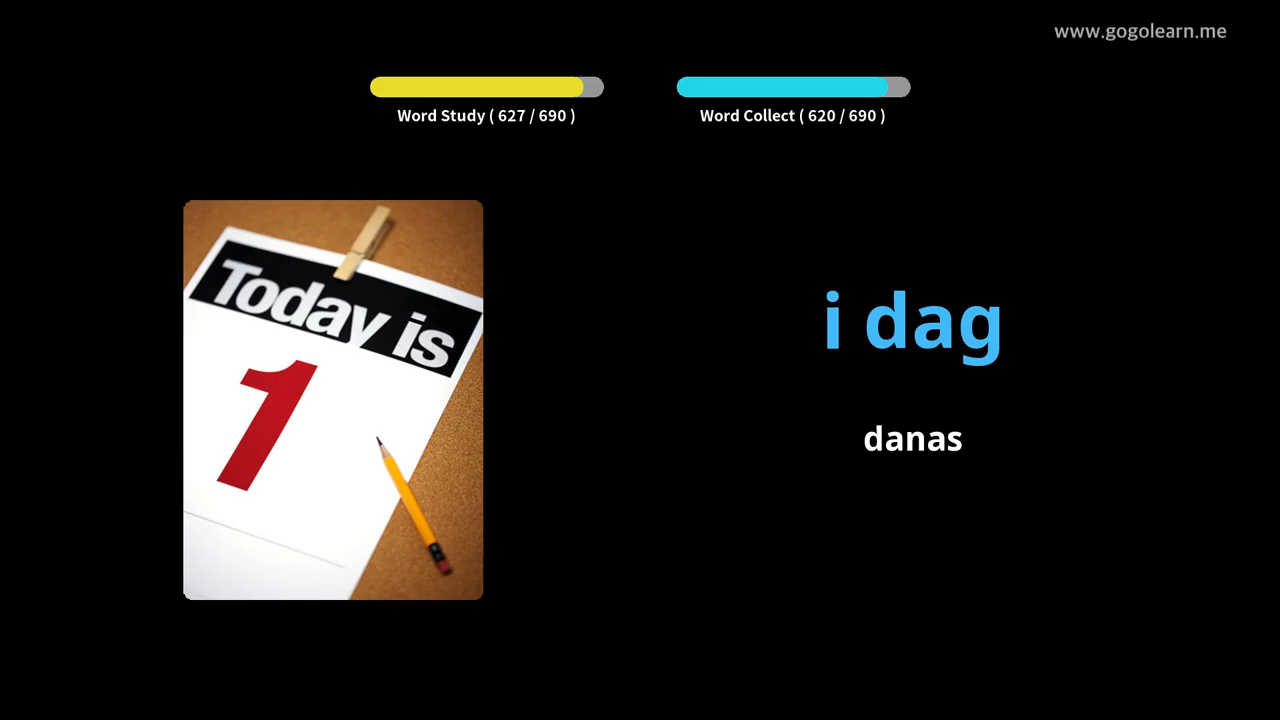 www.gogolearn.me
Word Study ( 627 / 690 )
Word Collect ( 620 / 690 )
Today is
1
i dag
danas